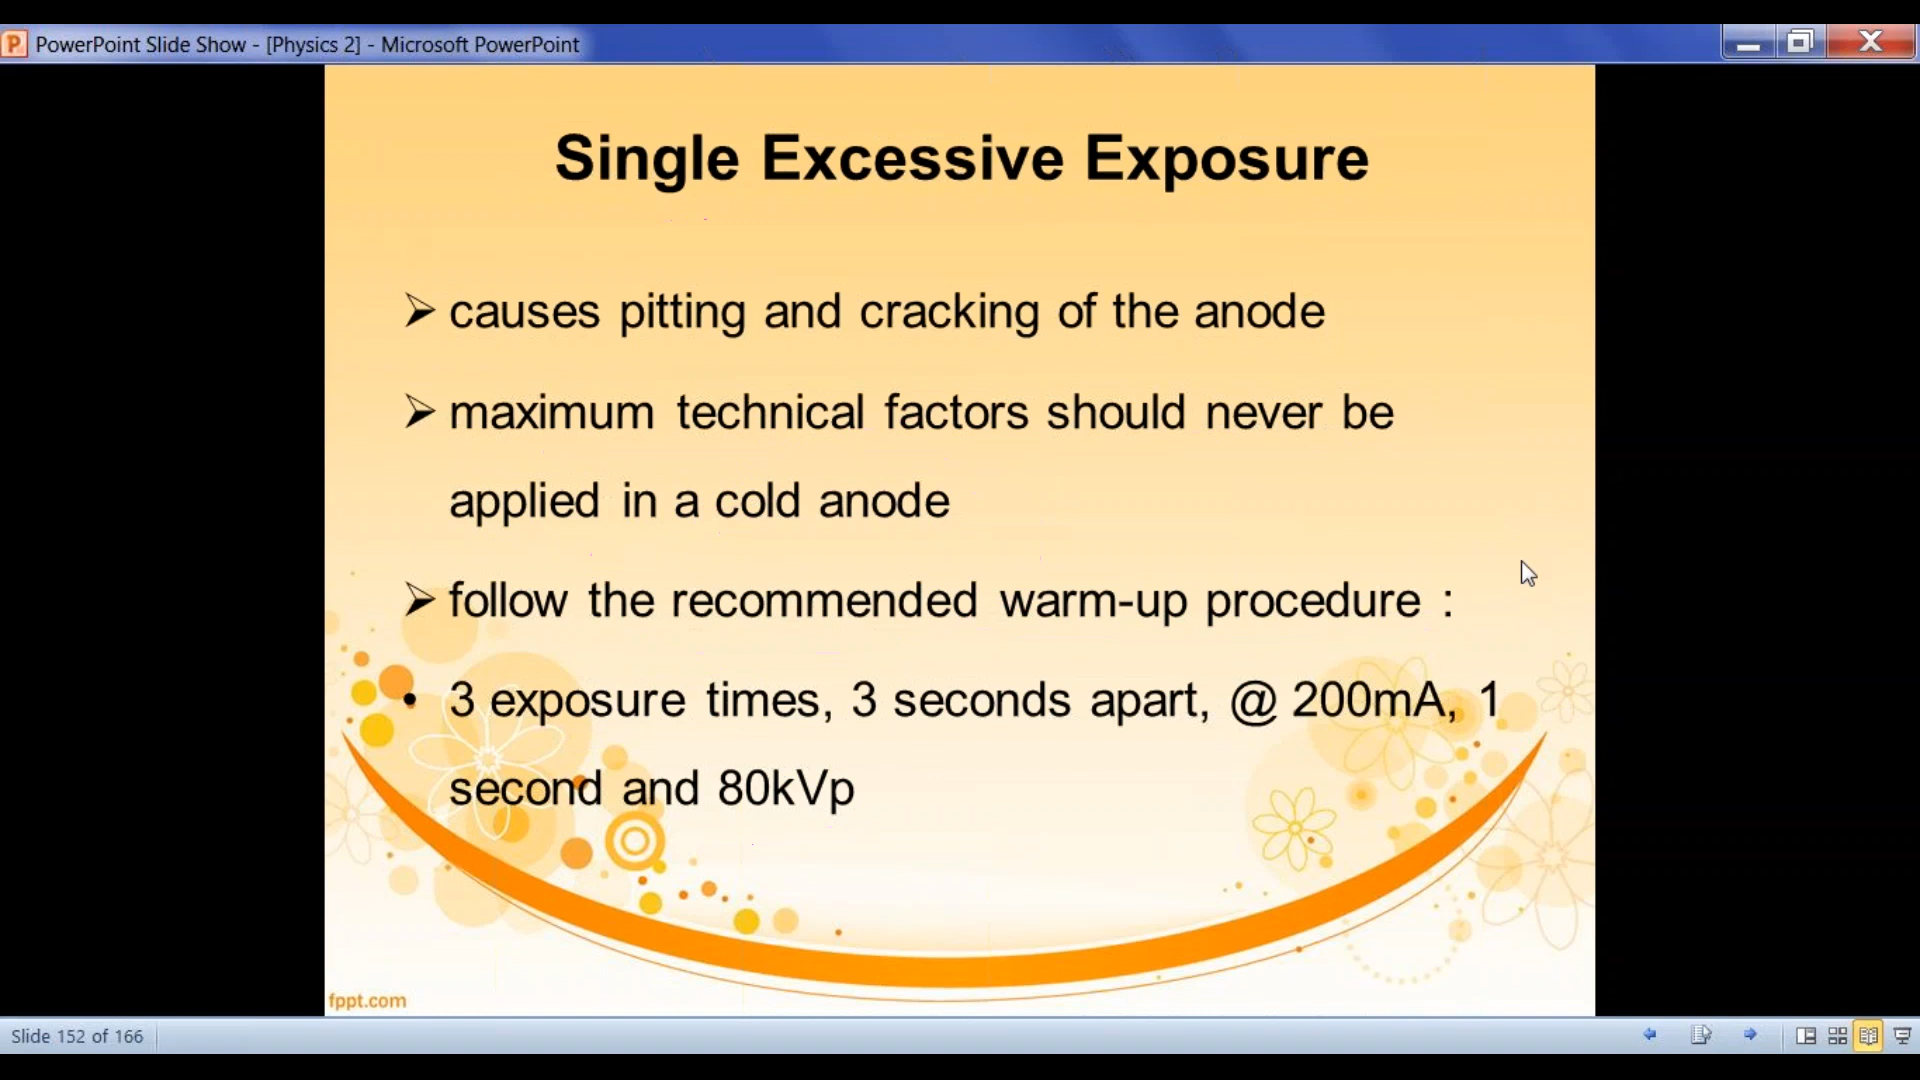 PowerPoint Slide Show - [Physics 2] - Microsoft PowerPoint
Single Excessive Exposure
➢ causes pitting and cracking of the anode
➢ maximum technical factors should never be
applied in a cold anode
➢ follow the recommended warm-up procedure :
• 3 exposure times, 3 seconds apart, @ 200mA, 1
second and 80kVp
fppt.com
Slide 152 of 166